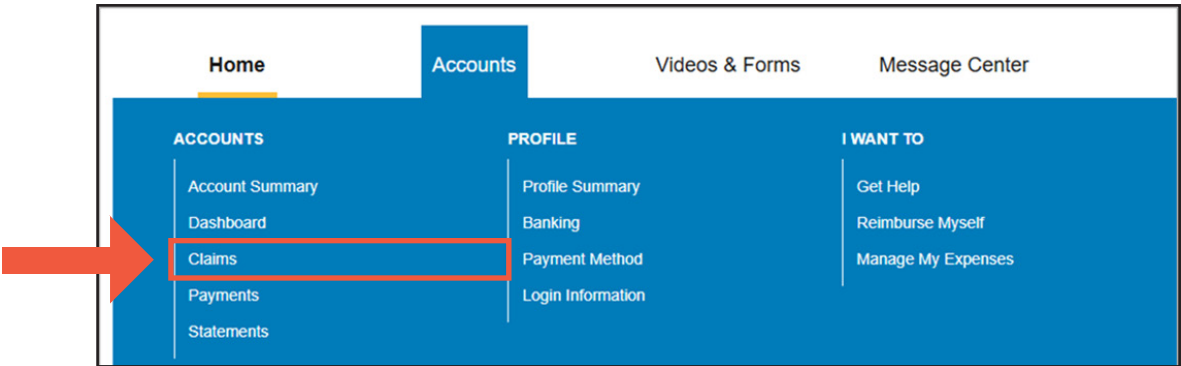 Home
Accounts
Videos & Forms
Message Center
ACCOUNTS
Account Summary
Dashboard
Claims
Payments
Statements
PROFILE
Profile Summary
Banking
Payment Method
Login Information
I WANT TO
Get Help
Reimburse Myself
Manage My Expenses